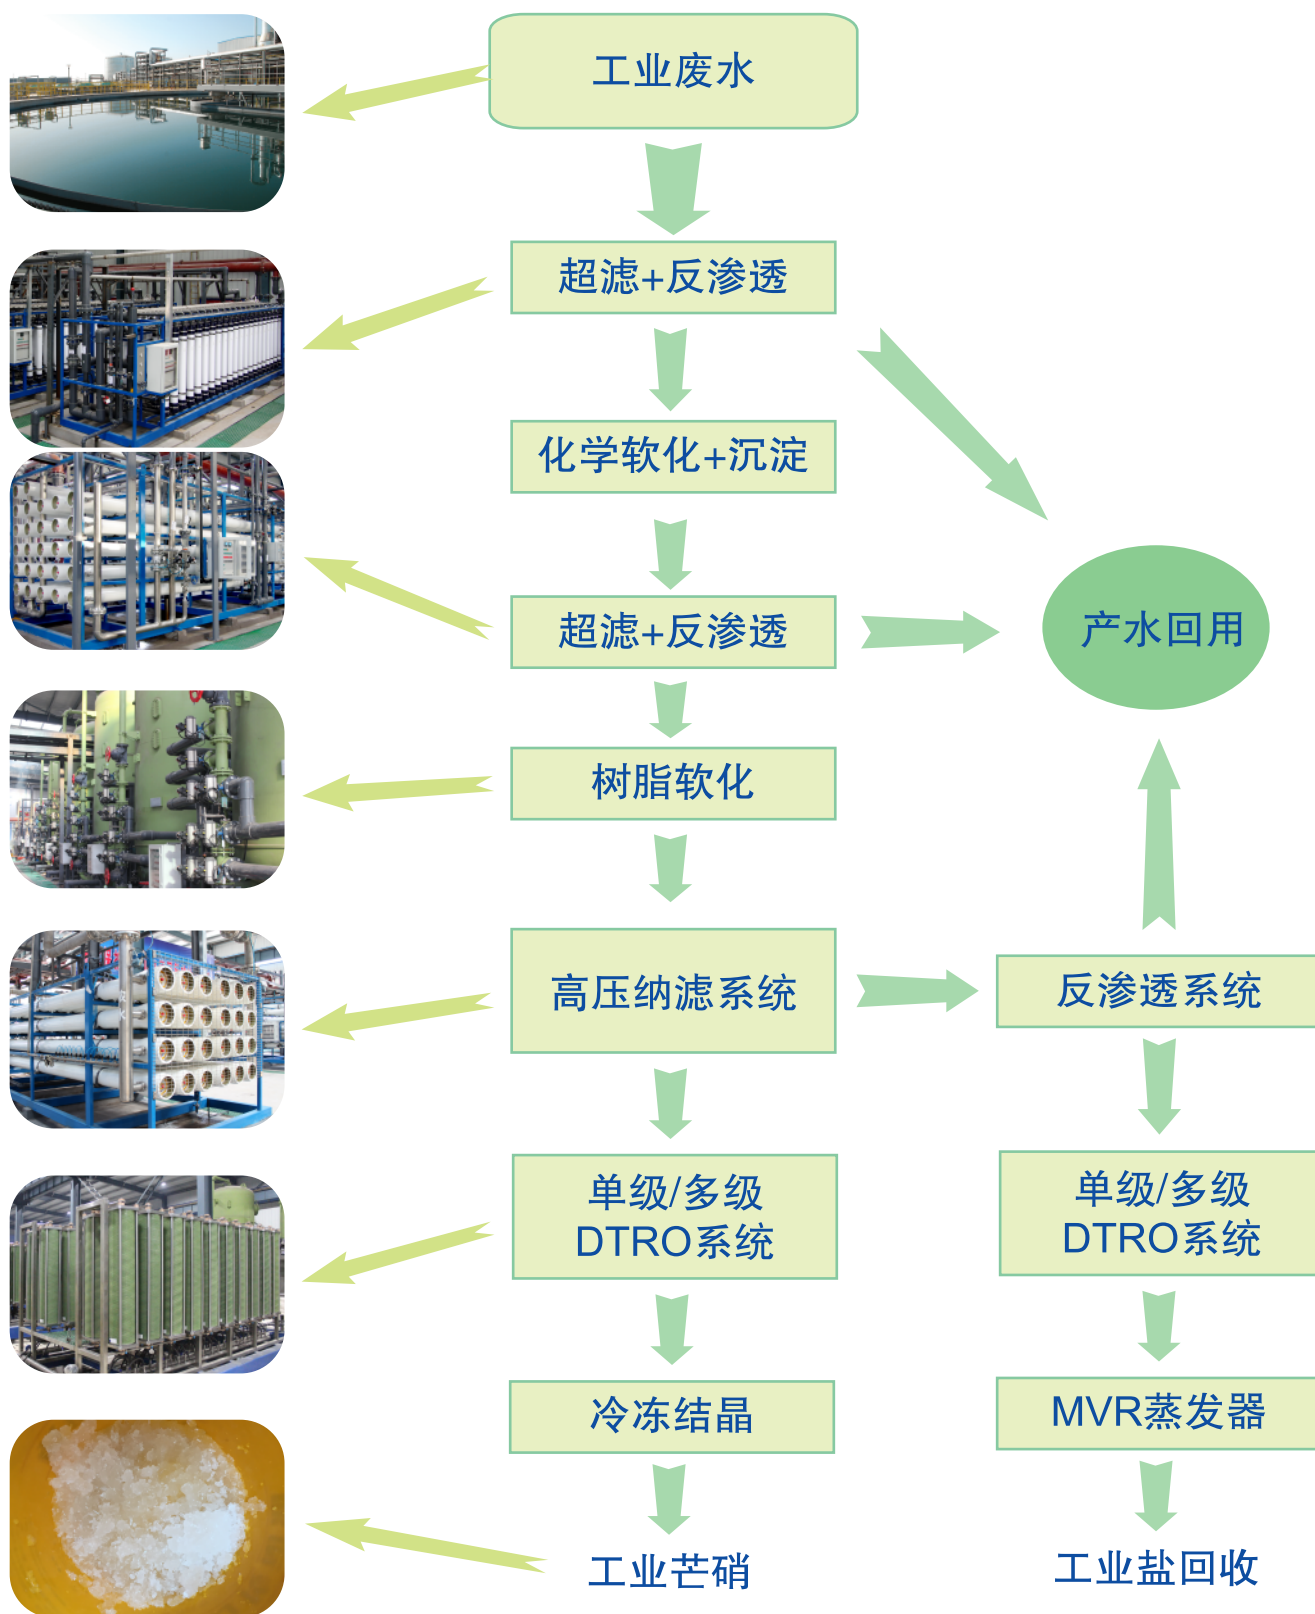 工业废水
超滤+反渗透
化学软化+沉淀
超滤+反渗透
产水回用
树脂软化
高压纳滤系统
反渗透系统
单级/多级
DTRO系统
单级/多级
DTRO系统
冷冻结晶
MVR蒸发器
工业芒硝
工业盐回收